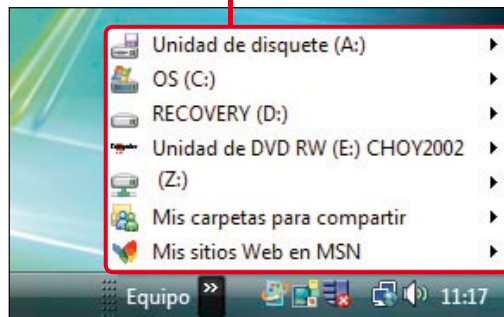 Unidad de disquete (A:)
OS (C:)
RECOVERY (D:)
Unidad de DVD RW (E:) CHOY2002
(Z:)
Mis carpetas para compartir
Mis sitios Web en MSN
Equipo » 11:17